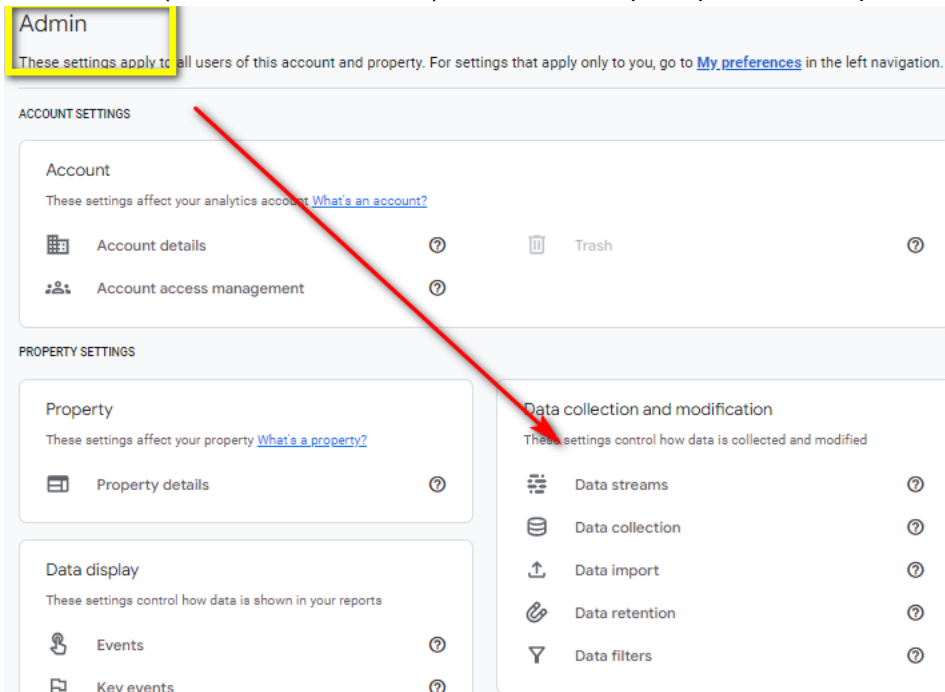 Admin
These settings apply to all users of this account and property. For settings that apply only to you, go to My preferences in the left navigation.
ACCOUNT SETTINGS
Account
These settings affect your analytics account What's an account?
Account details
Trash
Account access management
PROPERTY SETTINGS
Property
These settings affect your property What's a property?
Property details
Data collection and modification
These settings control how data is collected and modified
Data streams
Data collection
Data import
Data retention
Data filters
Data display
These settings control how data is shown in your reports
Events
Key events